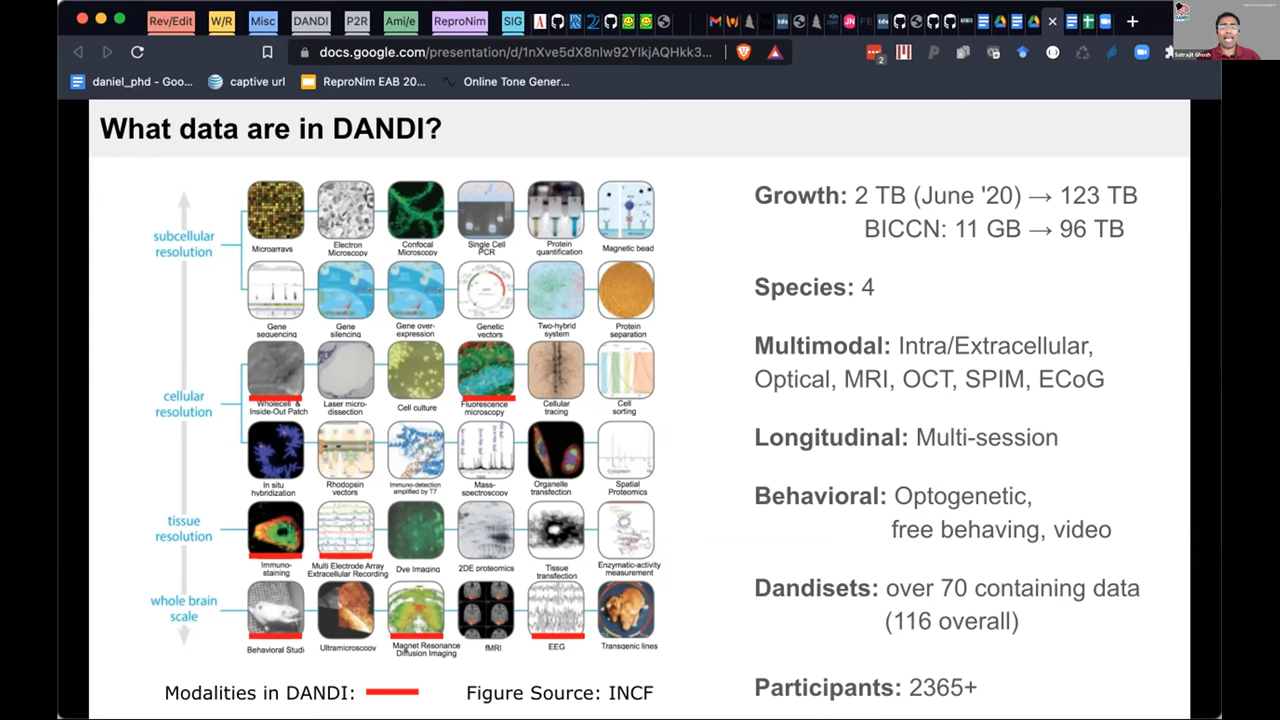 Rev/Edit W/R Misc DANDI P2R Ami/e ReproNim SIG
docs.google.com/presentation/d/1nXve5dX8nlw92YlkjAQHkk3...
daniel_phd - Goo... captive url ReproNim EAB 20... Online Tone Gener...
DANDI
Satrajit Ghosh
What data are in DANDI?
subcellular
resolution
Microarrays
Electron
Microscopy
Confocal
Microscopy
Single Cell
PCR
Protein
quantification
Magnetic bead
Gene
sequencing
Gene
silencing
Gene over-
expression
Genetic
vectors
Two-hybrid
system
Protein
separation
cellular
resolution
Wholecell &
Inside-Out Patch
Laser micro-
dissection
Cell culture
Fluorescence
microscopy
Cellular
tracing
Cell
sorting
In situ
hybridization
Rhodopsin
vectors
Immuno-detection
amplified by T7
Mass-
spectroscopy
Organelle
transfection
Spatial
Proteomics
tissue
resolution
Immuno-
staining
Multi Electrode Array
Extracellular Recording
Dye Imaging
2DE proteomics
Tissue
transfection
Enzymatic-activity
measurement
whole brain
scale
Behavioral Studi
Ultramicroscopy
Magnet Resonance
Diffusion Imaging
fMRI
EEG
Transgenic lines
Modalities in DANDI:
Figure Source: INCF
Growth: 2 TB (June '20) → 123 TB
BICCN: 11 GB → 96 TB
Species: 4
Multimodal: Intra/Extracellular,
Optical, MRI, OCT, SPIM, ECoG
Longitudinal: Multi-session
Behavioral: Optogenetic,
free behaving, video
Dandisets: over 70 containing data
(116 overall)
Participants: 2365+